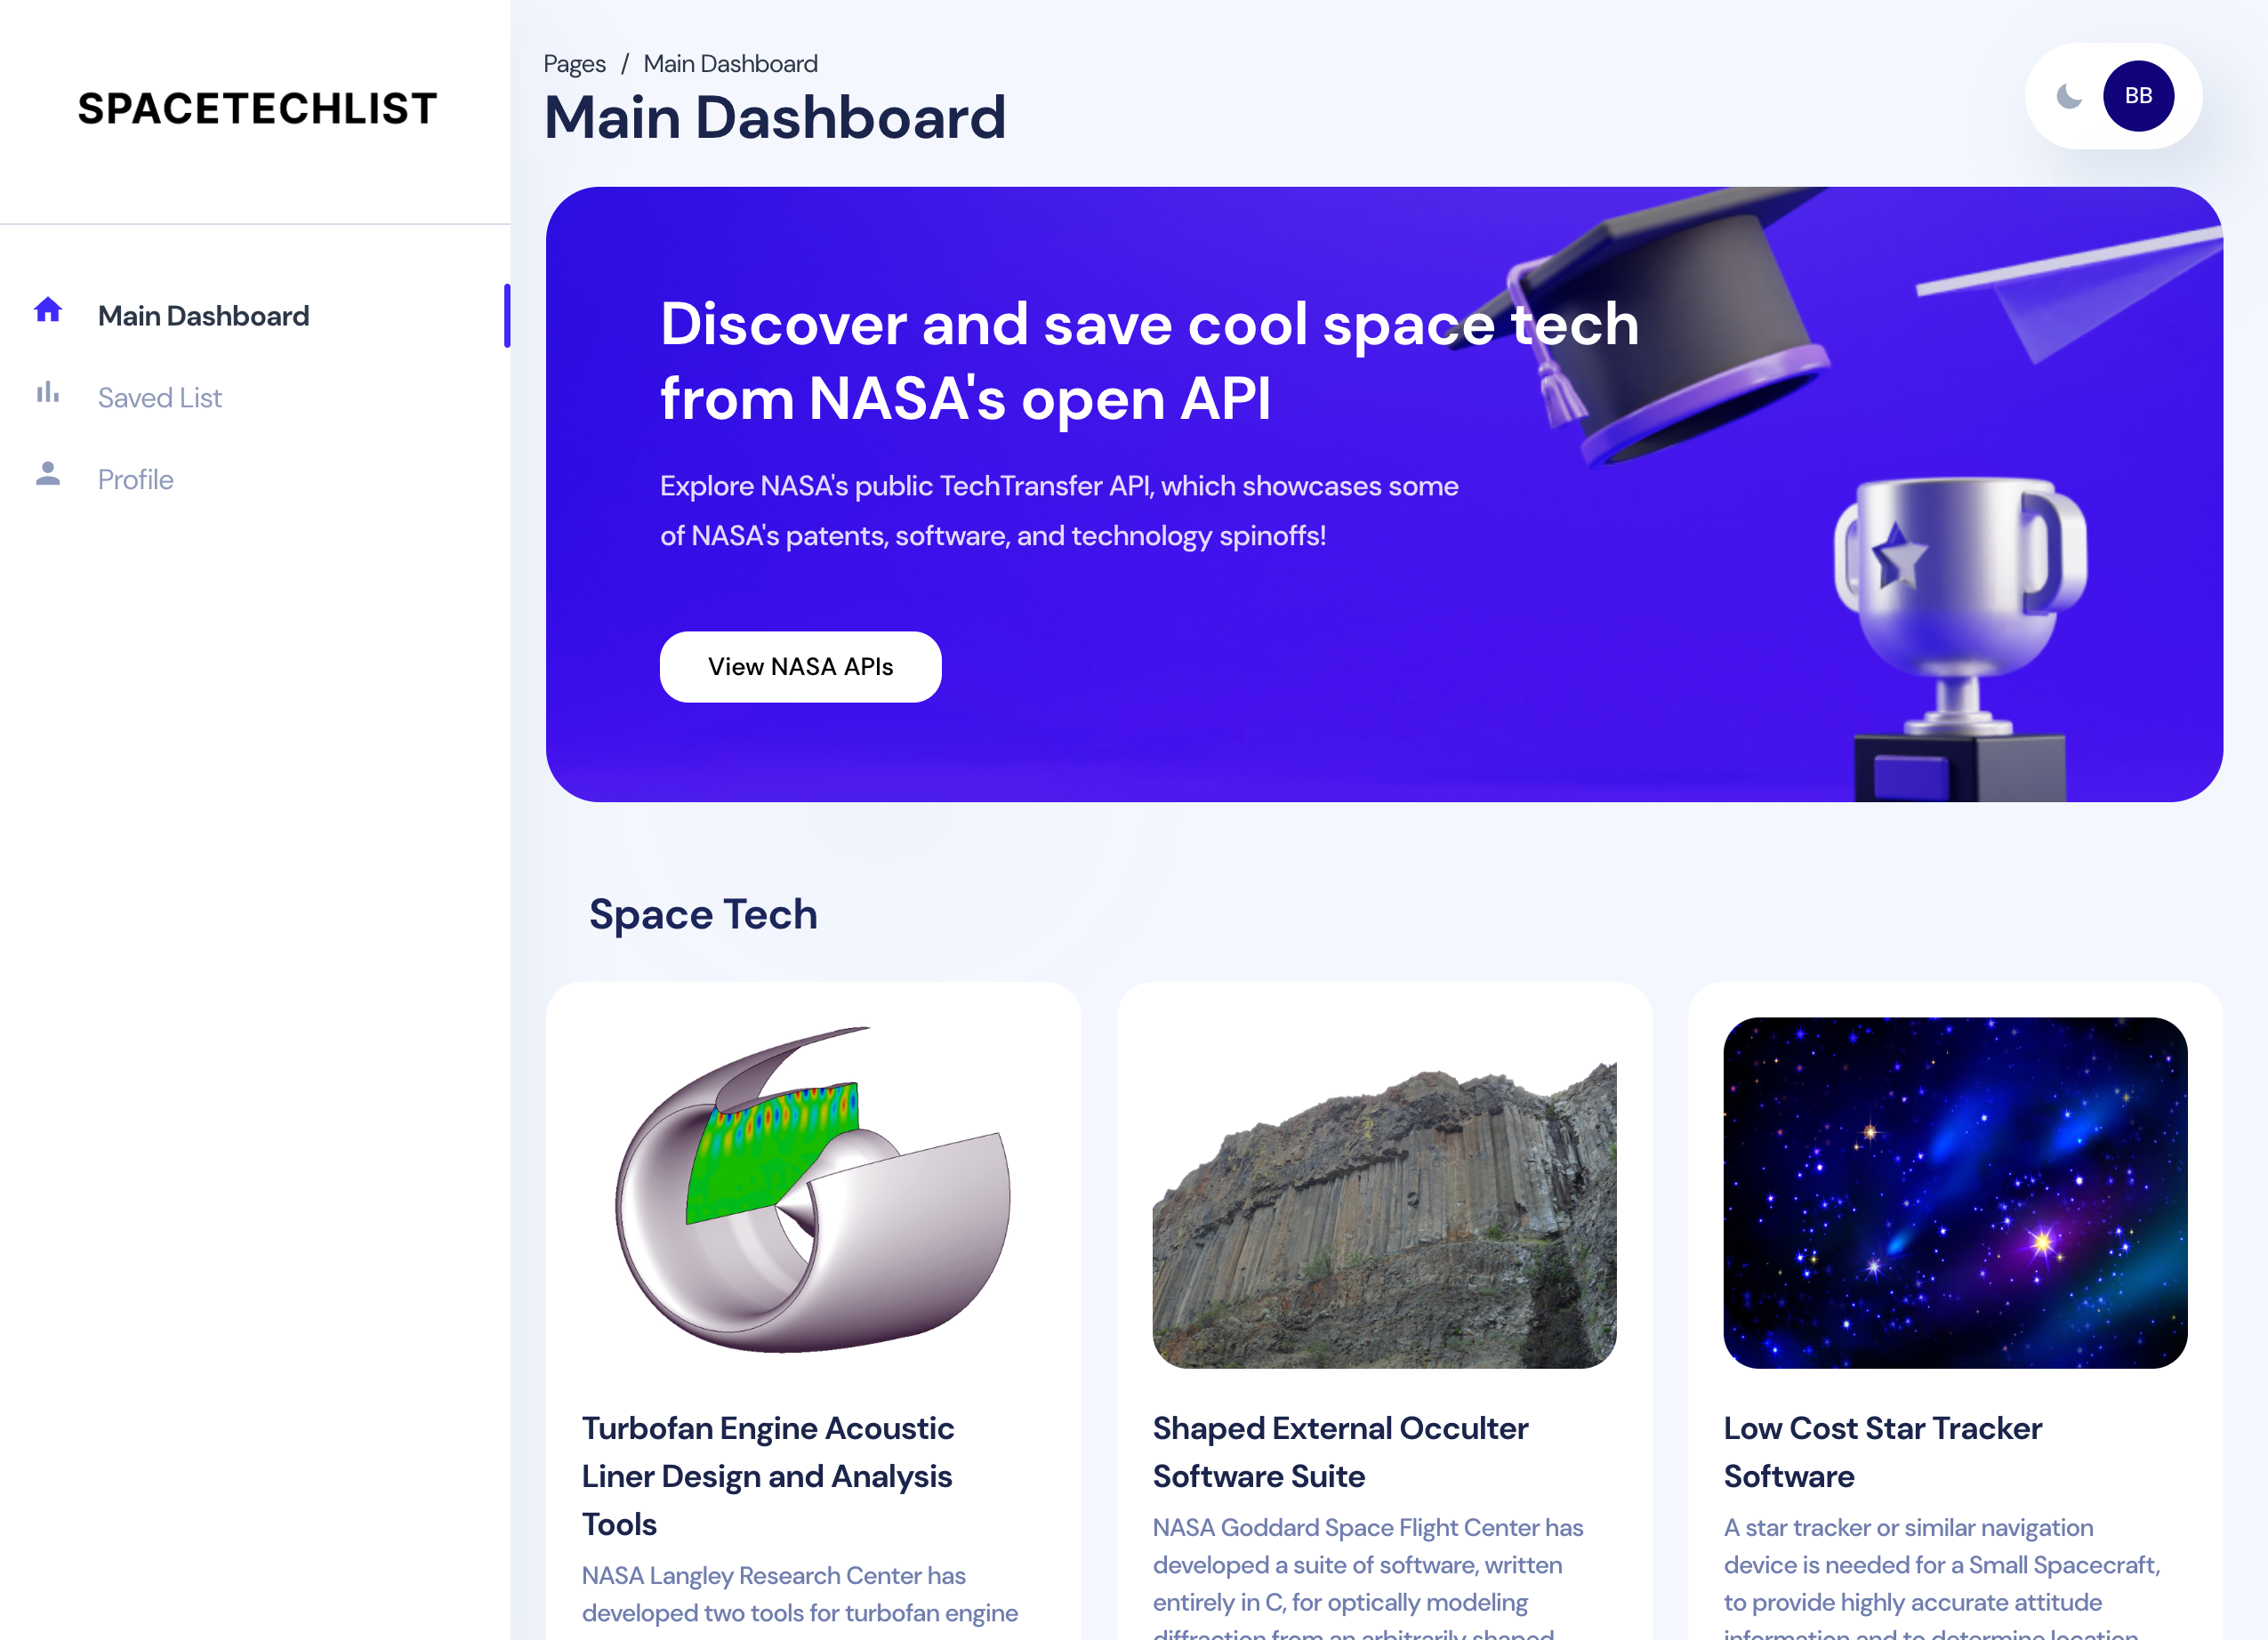 SPACETECHLIST
Main Dashboard
Saved List
Profile
Pages / Main Dashboard
Main Dashboard
BB
Discover and save cool space tech
from NASA's open API
Explore NASA's public TechTransfer API, which showcases some
of NASA's patents, software, and technology spinoffs!
View NASA APIs
Space Tech
Turbofan Engine Acoustic
Liner Design and Analysis
Tools
NASA Langley Research Center has
developed two tools for turbofan engine
Shaped External Occulter
Software Suite
NASA Goddard Space Flight Center has
developed a suite of software, written
entirely in C, for optically modeling
diffraction from an arbitrarily shaped
Low Cost Star Tracker
Software
A star tracker or similar navigation
device is needed for a Small Spacecraft,
to provide highly accurate attitude
information and to determine location